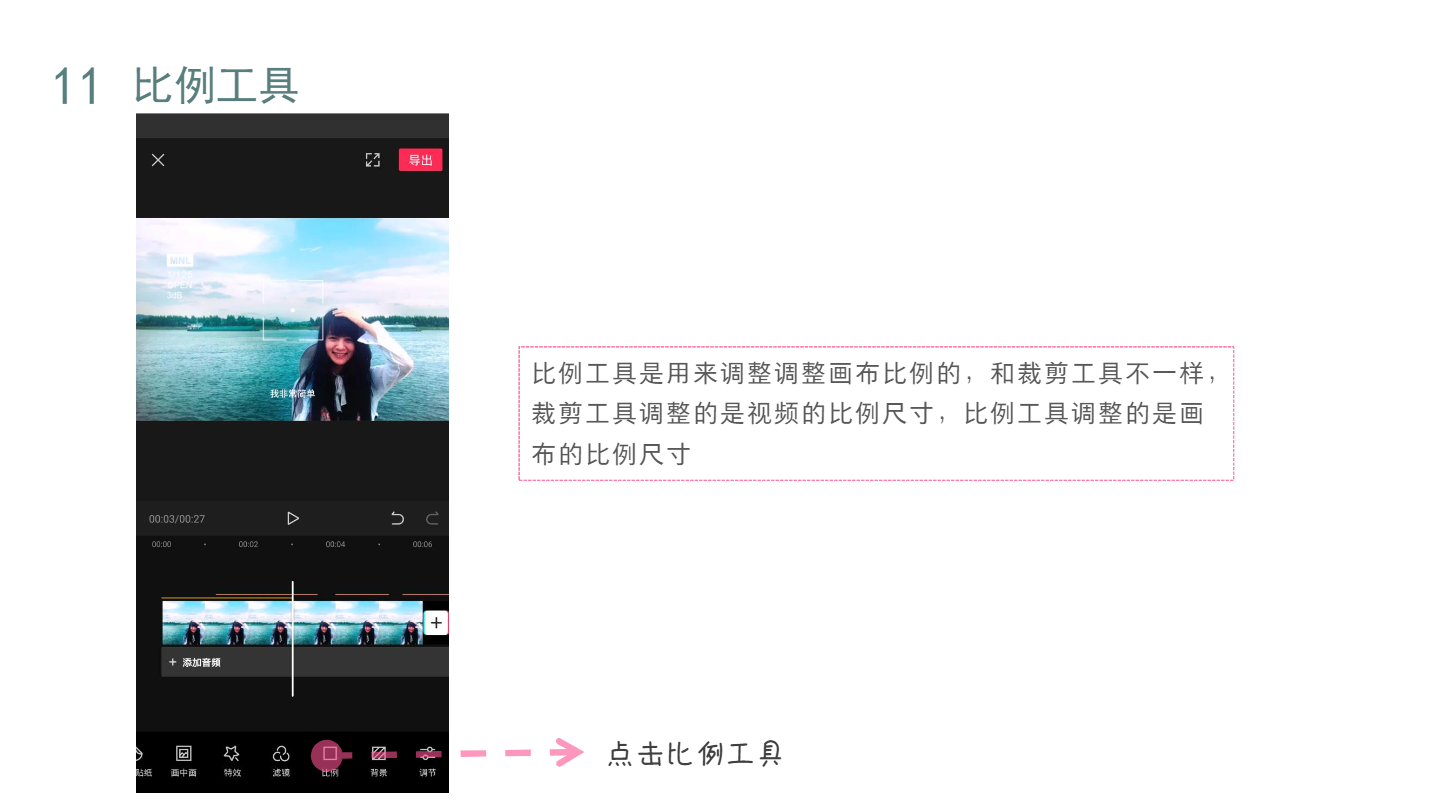 11 比例工具
导出
MNL
我非常简单
00:03/00:27
00:00 00:02 00:04 00:06
+ 添加音频
贴纸 画中画 特效 滤镜 比例 背景 调节
比例工具是用来调整调整画布比例的，和裁剪工具不一样，
裁剪工具调整的是视频的比例尺寸，比例工具调整的是画
布的比例尺寸
点击比例工具